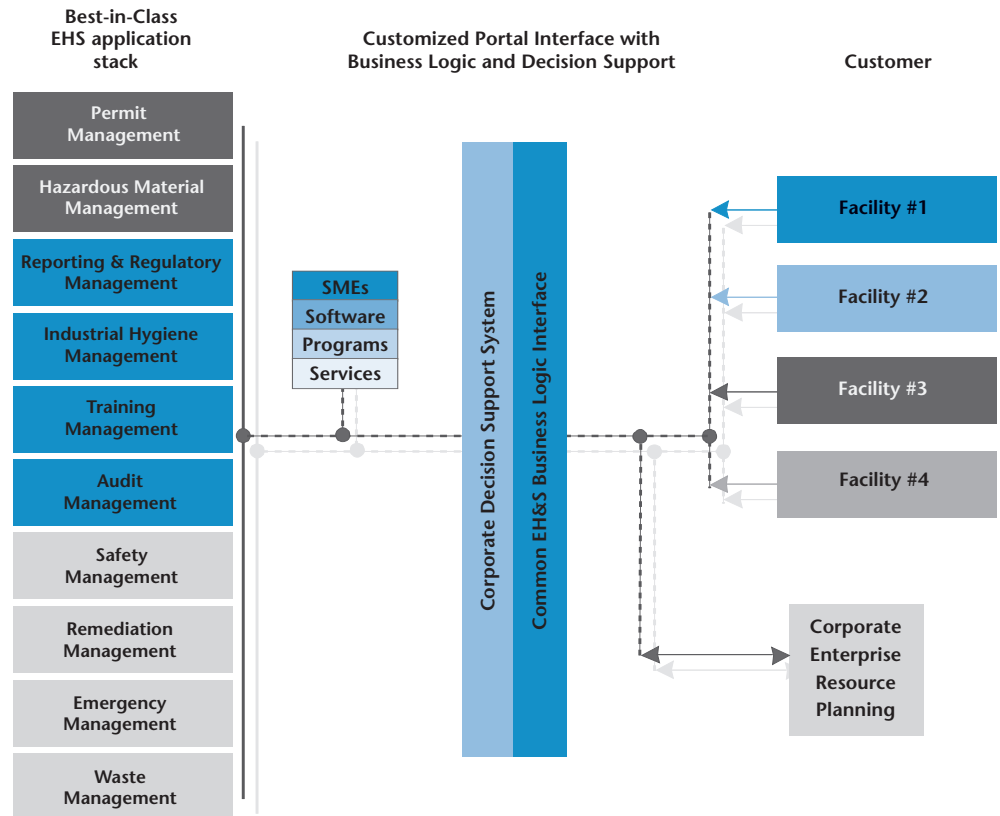 Best-in-Class
EHS application
stack
Customized Portal Interface with
Business Logic and Decision Support
Customer
Permit
Management
Hazardous Material
Management
Reporting & Regulatory
Management
Industrial Hygiene
Management
Training
Management
Audit
Management
Safety
Management
Remediation
Management
Emergency
Management
Waste
Management
SMEs
Software
Programs
Services
Corporate Decision Support System
Common EH&S Business Logic Interface
Facility #1
Facility #2
Facility #3
Facility #4
Corporate
Enterprise
Resource
Planning